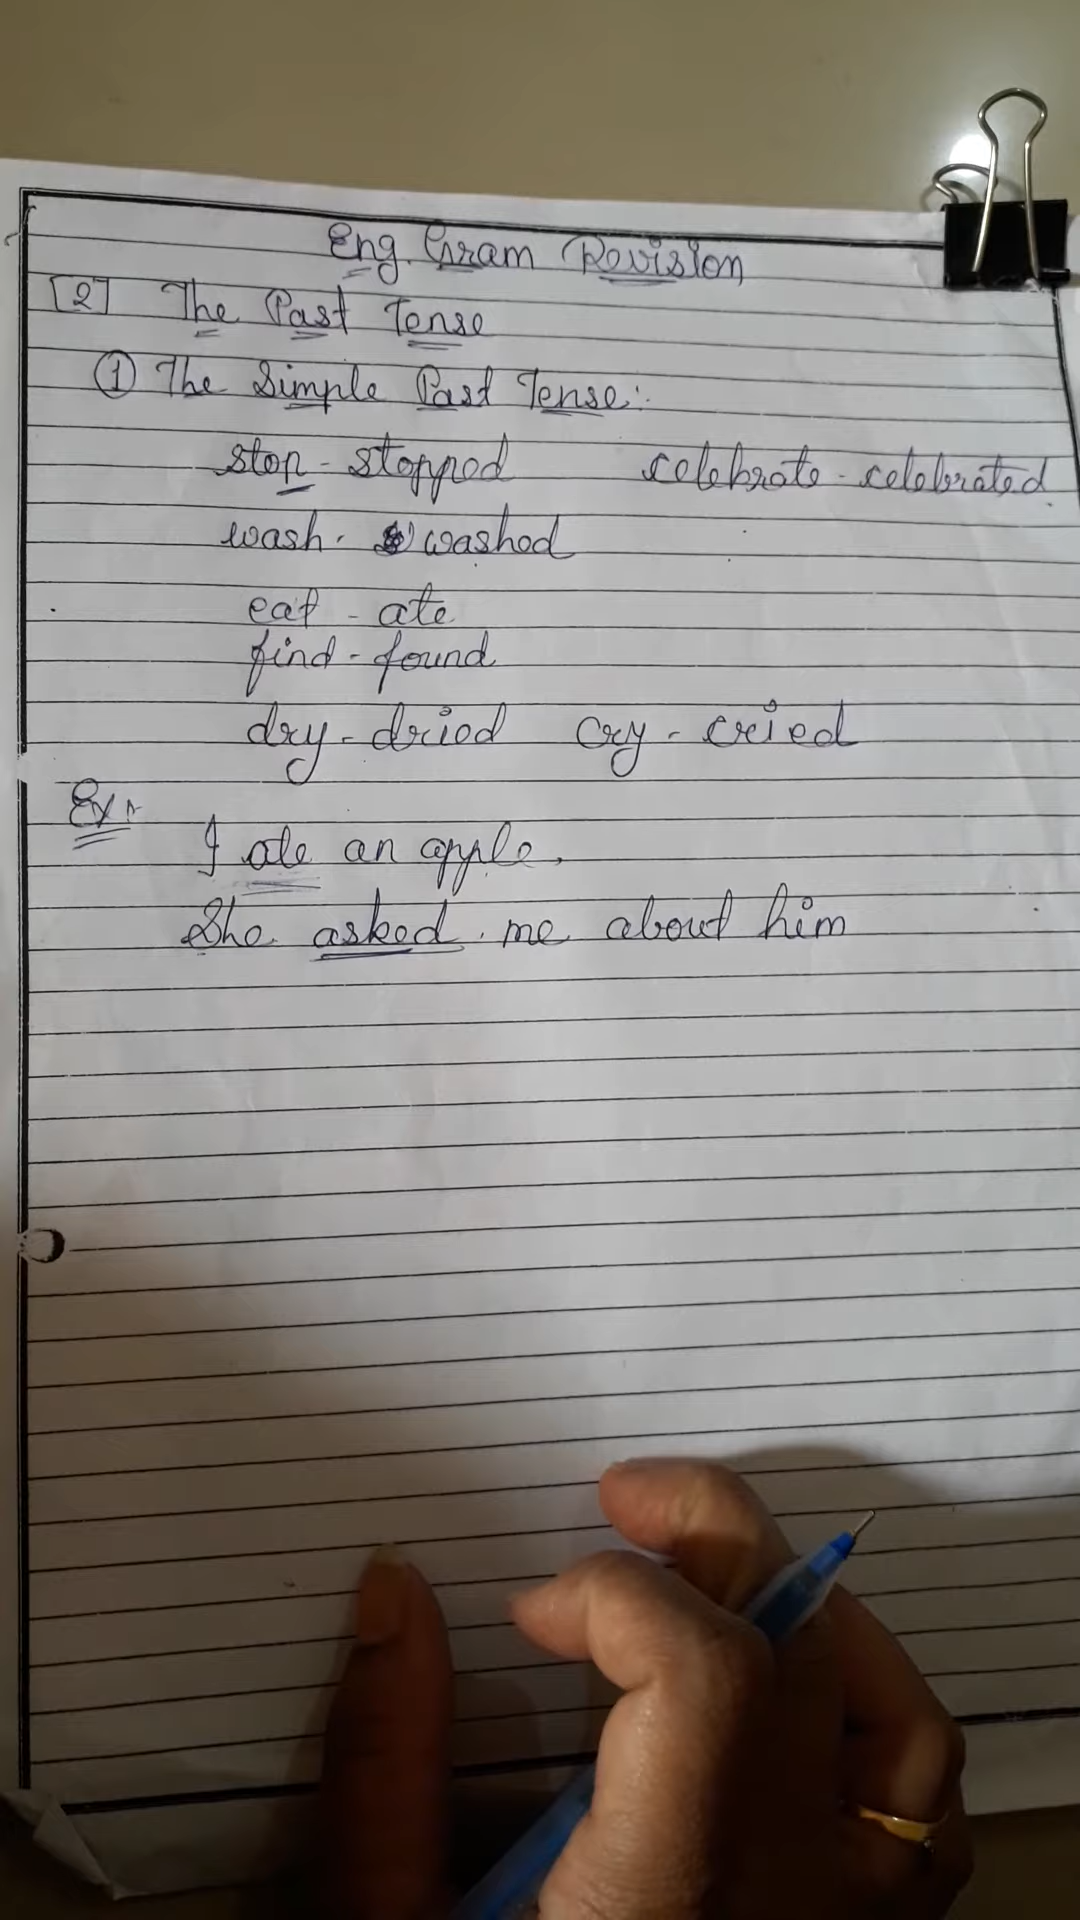 Eng. Gram Revision
[2] The Past Tense
① The Simple Past Tense:
stop - stopped celebrate - celebrated
wash - washed
eat - ate
find - found
dry - dried cry - cried
Ex:
I ate an apple.
She asked me about him